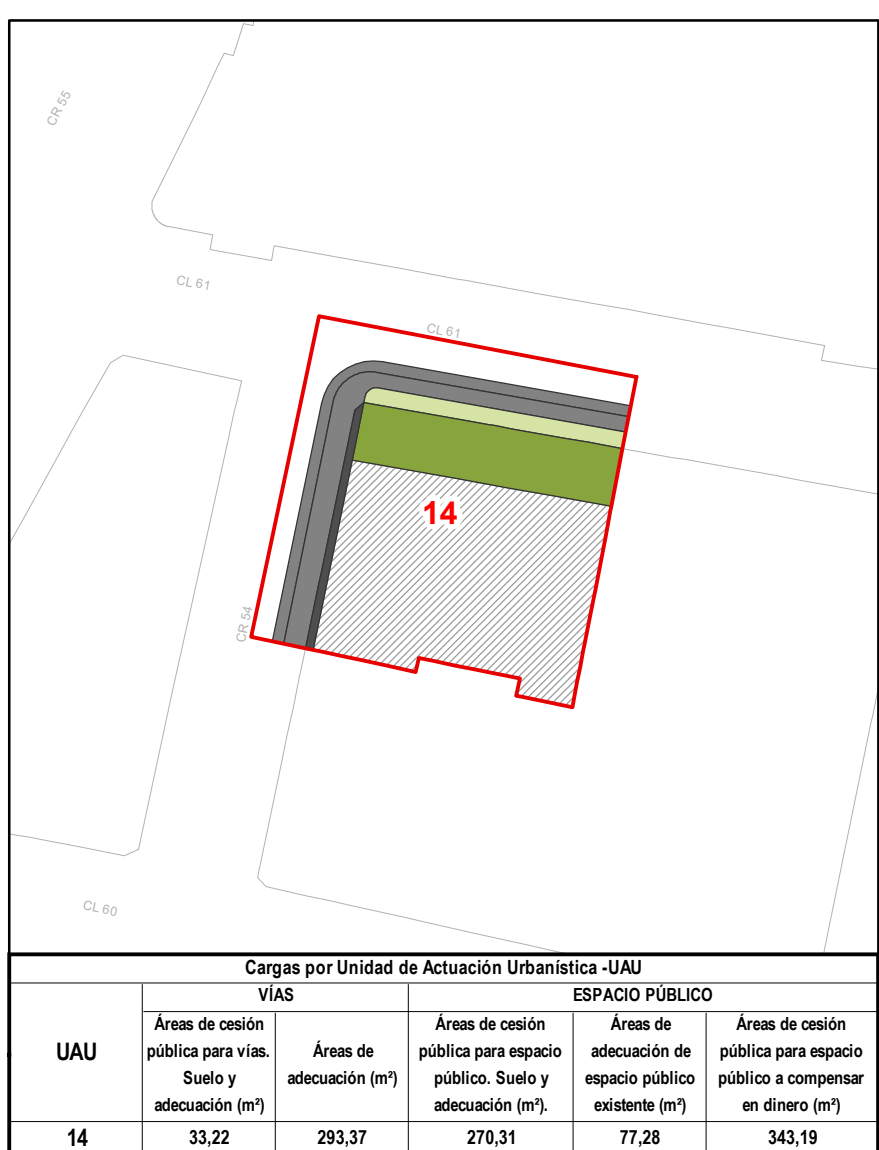 CR 55
CL 61
CL 61
14
CR 54
CL 60
Cargas por Unidad de Actuación Urbanística -UAU
UAU
VÍAS
ESPACIO PÚBLICO
Áreas de cesión
pública para vías.
Suelo y
adecuación (m²)
Áreas de
adecuación (m²)
Áreas de cesión
pública para espacio
público. Suelo y
adecuación (m²).
Áreas de
adecuación de
espacio público
existente (m²)
Áreas de cesión
pública para espacio
público a compensar
en dinero (m²)
14 33,22 293,37 270,31 77,28 343,19